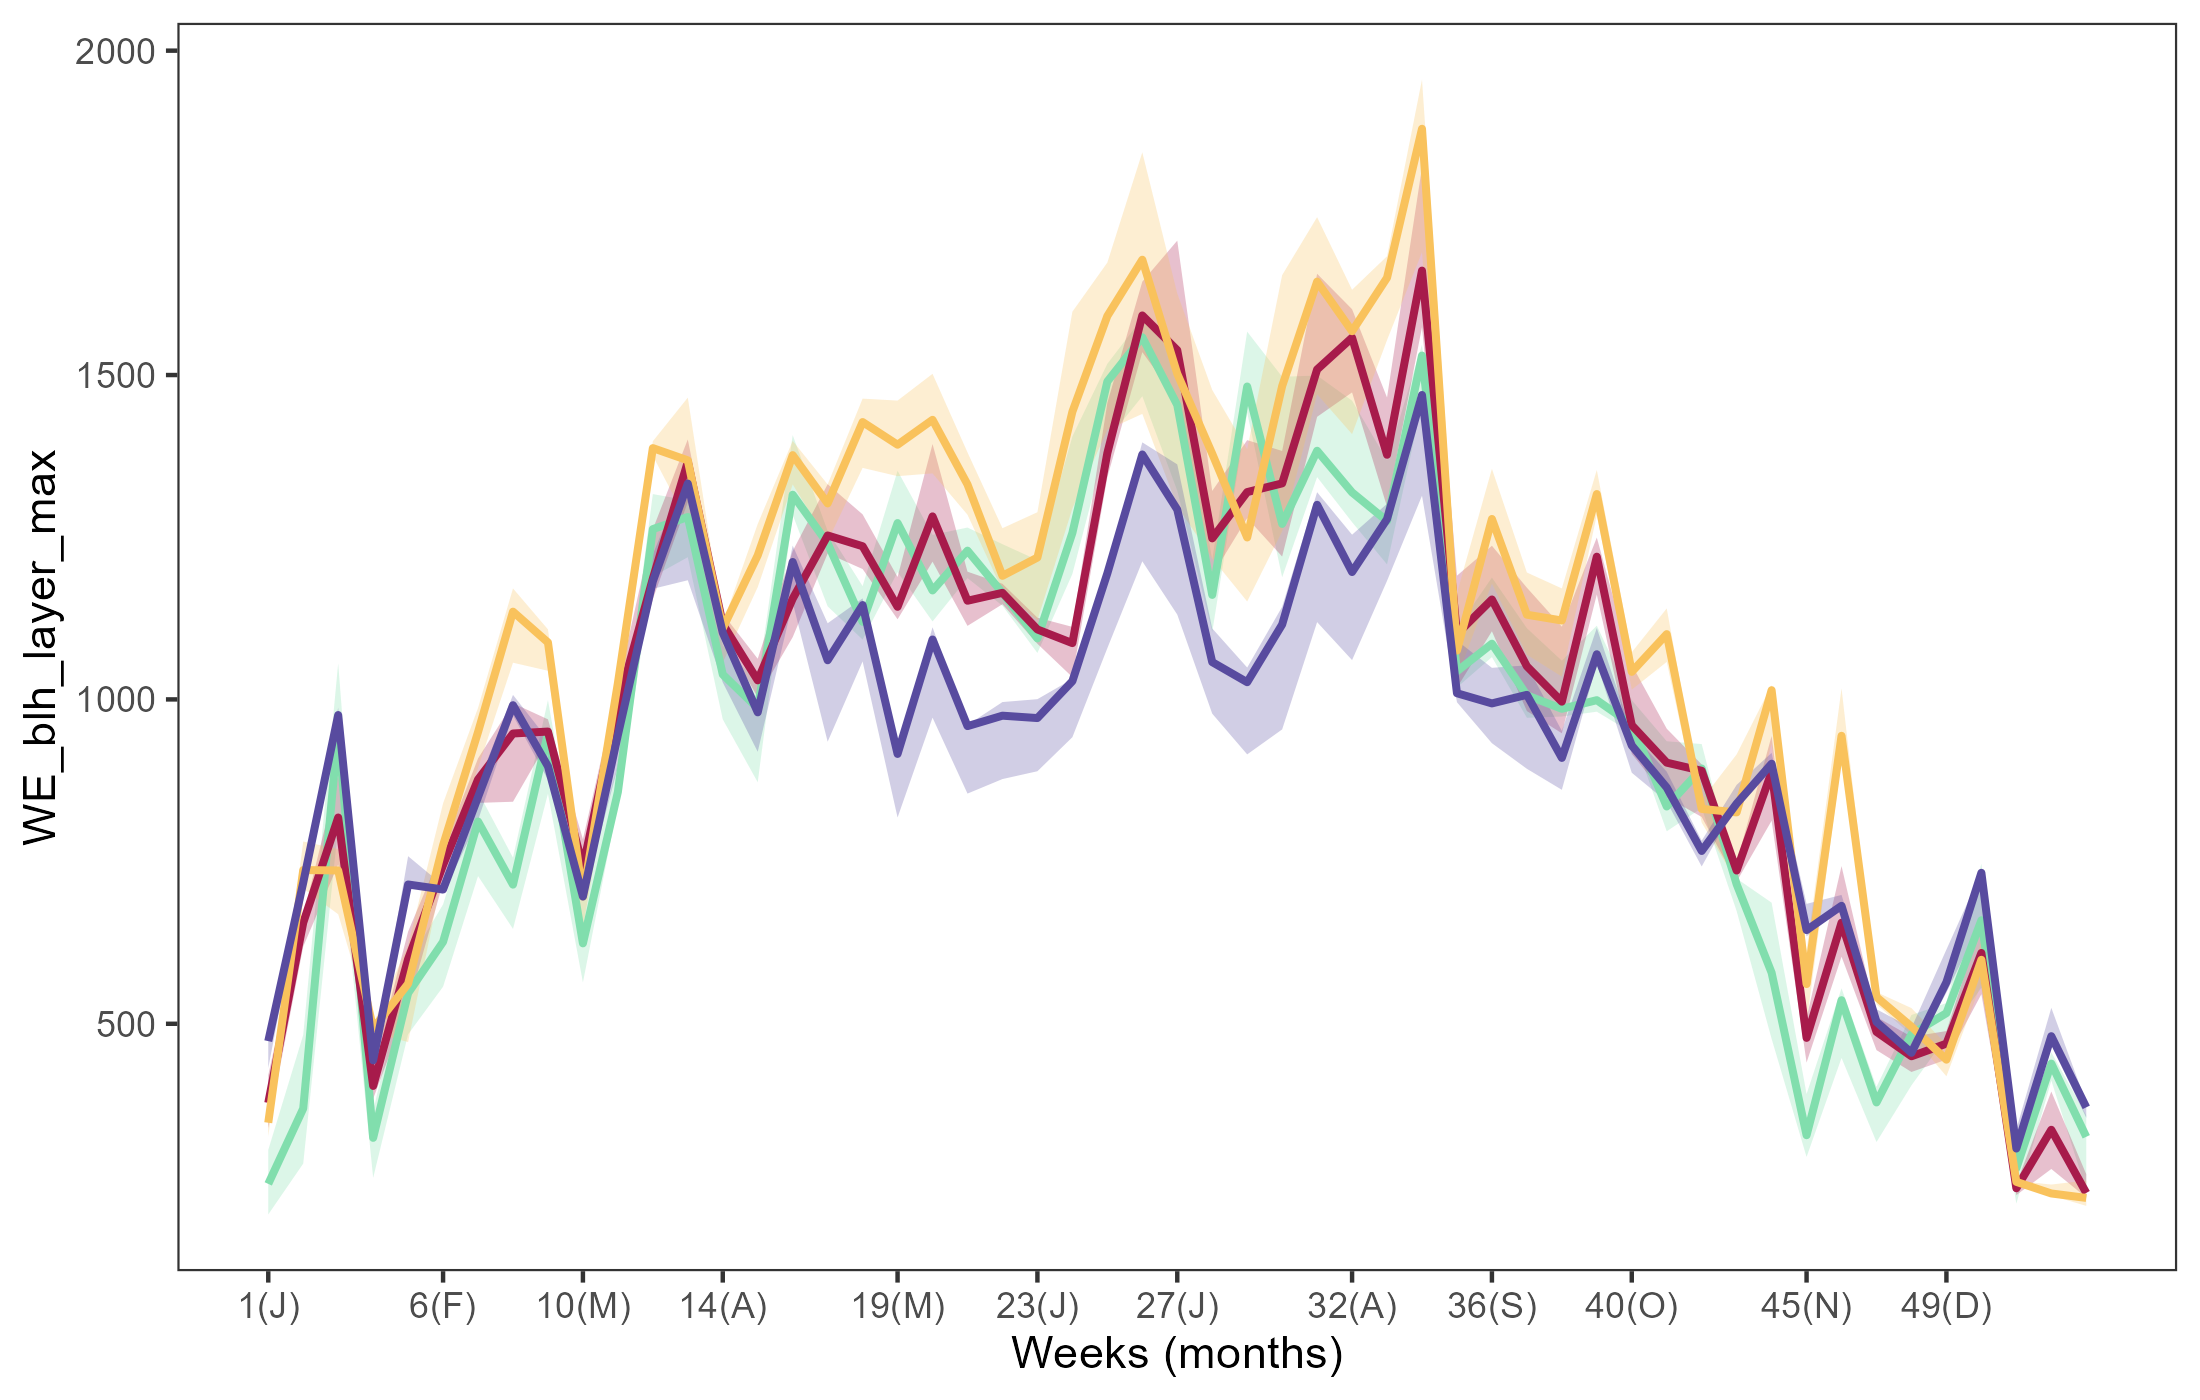 WE_blh_layer_max
2000
1500
1000
500
1(J) 6(F) 10(M) 14(A) 19(M) 23(J) 27(J) 32(A) 36(S) 40(O) 45(N) 49(D)
Weeks (months)